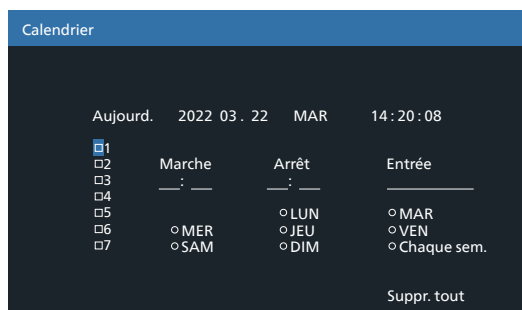 Calendrier
Aujourd. 2022 03. 22 MAR 14:20:08
1
2 Marche Arrêt Entrée
3 __:__ __:__ ________
4
5 LUN MAR
6 MER JEU VEN
7 SAM DIM Chaque sem.
Suppr. tout